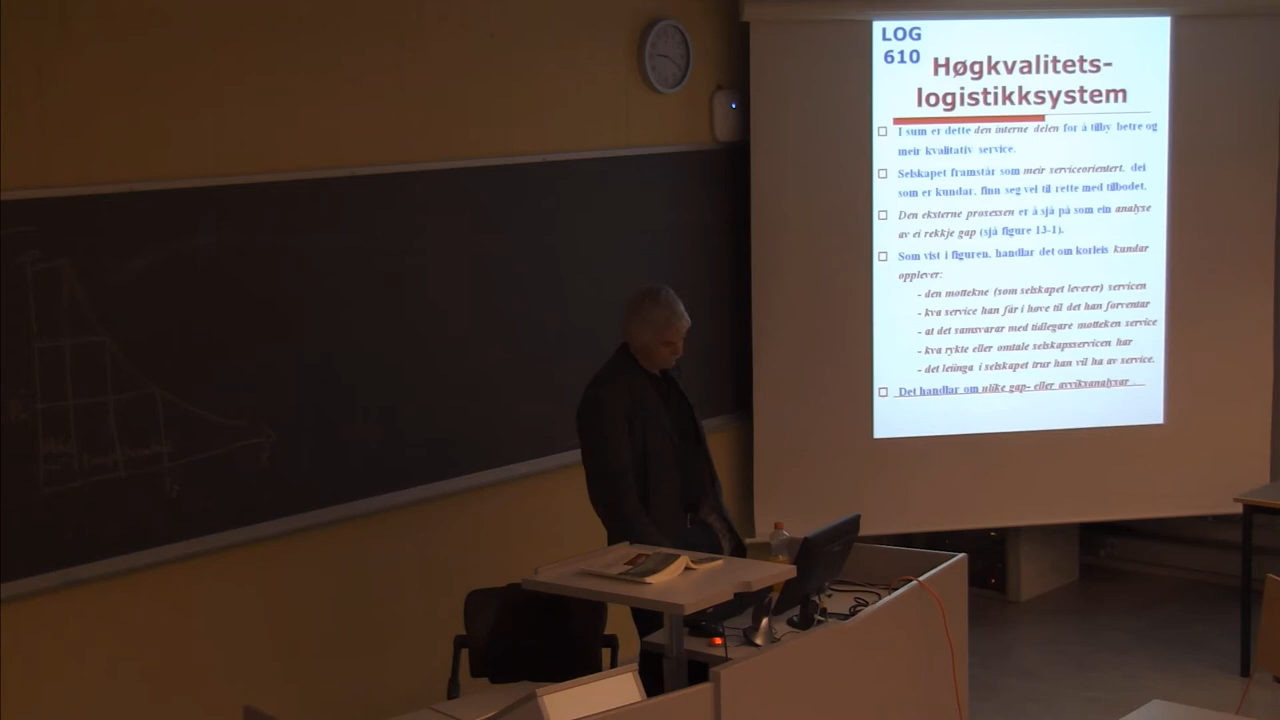 LOG
610
Høgkvalitets-
logistikksystem
I sum er dette den interne delen for å tilby betre og
meir kvalitativ service.
Selskapet framstår som meir serviceorientert, dei
som er kundar, finn seg vel til rette med tilbodet.
Den eksterne prosessen er å sjå på som ein analyse
av ei rekkje gap (sjå figure 13-1).
Som vist i figuren, handlar det om korleis kundar
opplever:
- den mottekne (som selskapet leverer) servicen
- kva service han får i høve til det han forventar
- at det samsvarar med tidlegare motteken service
- kva rykte eller omtale selskapsservicen har
- det leiinga i selskapet trur han vil ha av service.
Det handlar om ulike gap- eller avviksanalysar